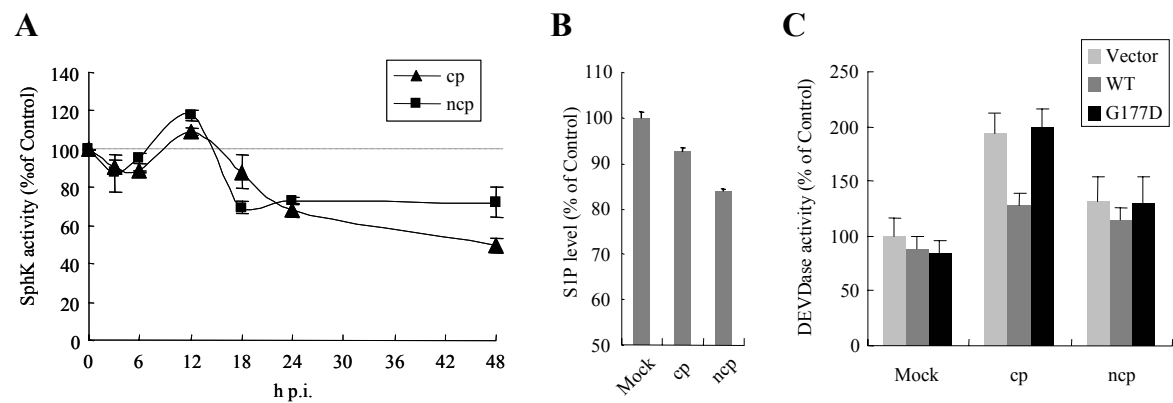 A
SphK activity (%of Control)
140
120
100
80
60
40
20
0
0 3 6 12 18 24 30 36 42 48
h p.i.
cp
ncp
B
S1P level (% of Control)
110
100
90
80
70
60
50
Mock cp ncp
C
DEVDase activity (% of Control)
250
200
150
100
50
0
Mock cp ncp
Vector
WT
G177D